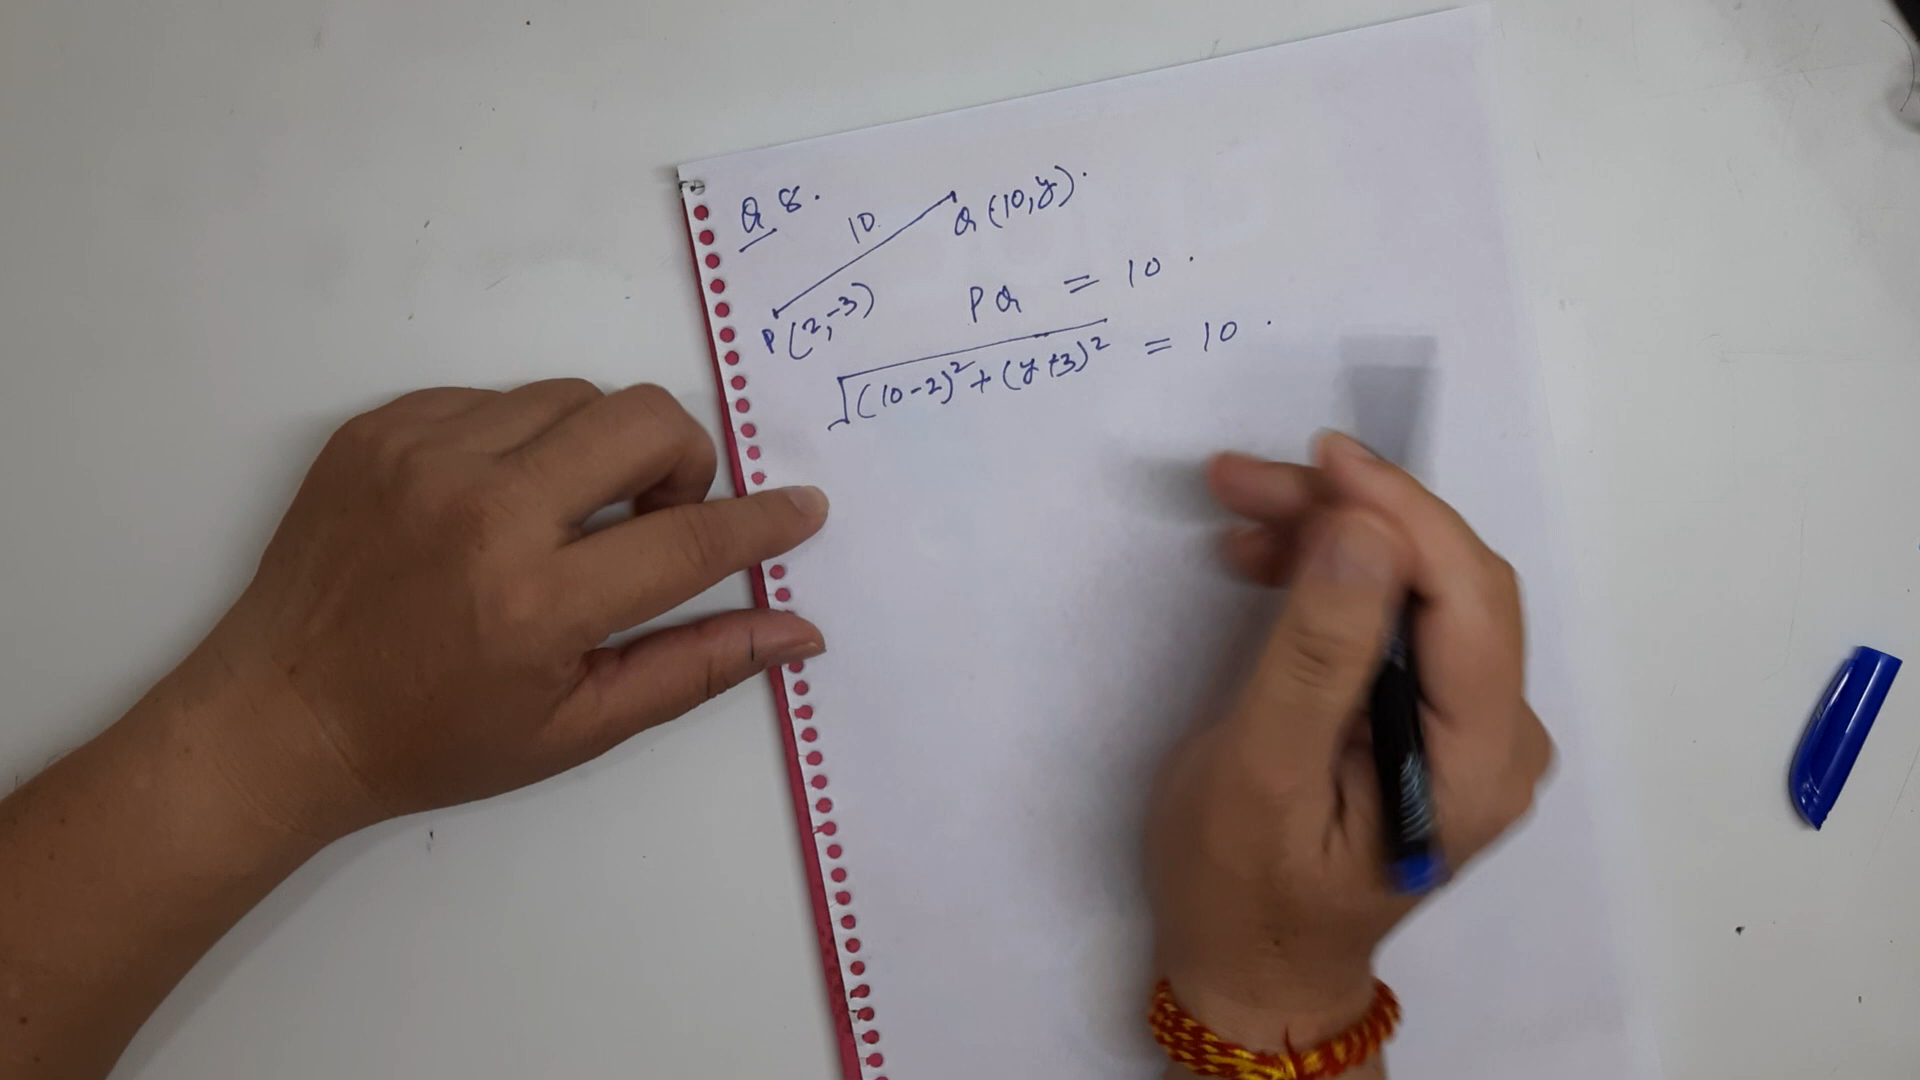 Q 8.
10
Q (10,y).
P (2,-3)
PQ = 10.
√(10-2)²+(y+3)² = 10.